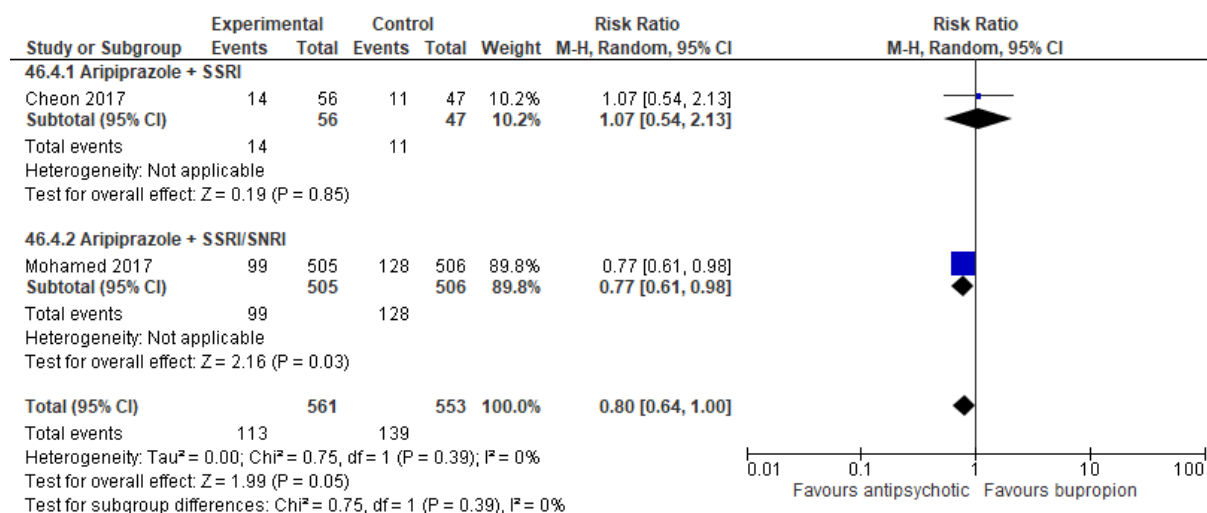 Experimental Control Risk Ratio Risk Ratio
Study or Subgroup Events Total Events Total Weight M-H, Random, 95% CI M-H, Random, 95% CI
46.4.1 Aripiprazole + SSRI
Cheon 2017 14 56 11 47 10.2% 1.07 [0.54, 2.13]
Subtotal (95% CI) 56 47 10.2% 1.07 [0.54, 2.13]
Total events 14 11
Heterogeneity: Not applicable
Test for overall effect: Z = 0.19 (P = 0.85)
46.4.2 Aripiprazole + SSRI/SNRI
Mohamed 2017 99 505 128 506 89.8% 0.77 [0.61, 0.98]
Subtotal (95% CI) 505 506 89.8% 0.77 [0.61, 0.98]
Total events 99 128
Heterogeneity: Not applicable
Test for overall effect: Z = 2.16 (P = 0.03)
Total (95% CI) 561 553 100.0% 0.80 [0.64, 1.00]
Total events 113 139
Heterogeneity: Tau² = 0.00; Chi² = 0.75, df = 1 (P = 0.39); I² = 0%
Test for overall effect: Z = 1.99 (P = 0.05)
Test for subgroup differences: Chi² = 0.75, df = 1 (P = 0.39), I² = 0%
0.01 0.1 1 10 100
Favours antipsychotic Favours bupropion